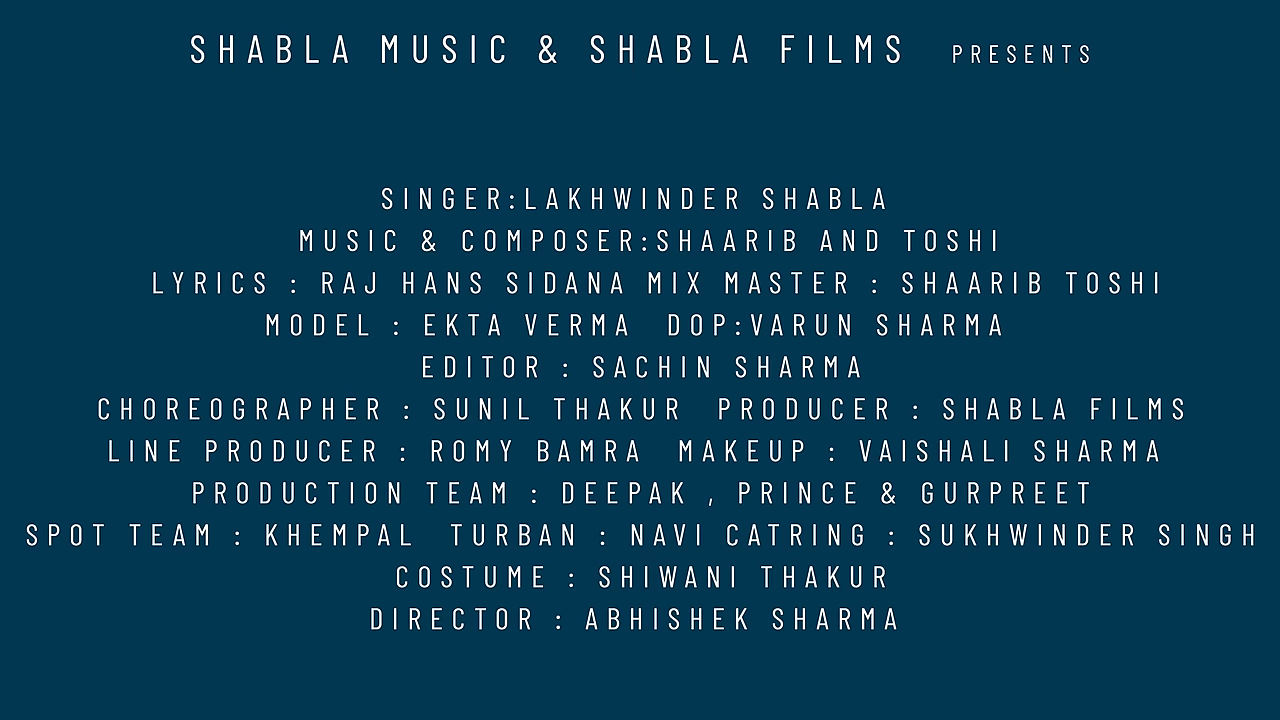 SHABLA MUSIC & SHABLA FILMS PRESENTS
SINGER:LAKHWINDER SHABLA
MUSIC & COMPOSER:SHAARIB AND TOSHI
LYRICS : RAJ HANS SIDANA MIX MASTER : SHAARIB TOSHI
MODEL : EKTA VERMA DOP:VARUN SHARMA
EDITOR : SACHIN SHARMA
CHOREOGRAPHER : SUNIL THAKUR PRODUCER : SHABLA FILMS
LINE PRODUCER : ROMY BAMRA MAKEUP : VAISHALI SHARMA
PRODUCTION TEAM : DEEPAK , PRINCE & GURPREET
SPOT TEAM : KHEMPAL TURBAN : NAVI CATRING : SUKHWINDER SINGH
COSTUME : SHIWANI THAKUR
DIRECTOR : ABHISHEK SHARMA